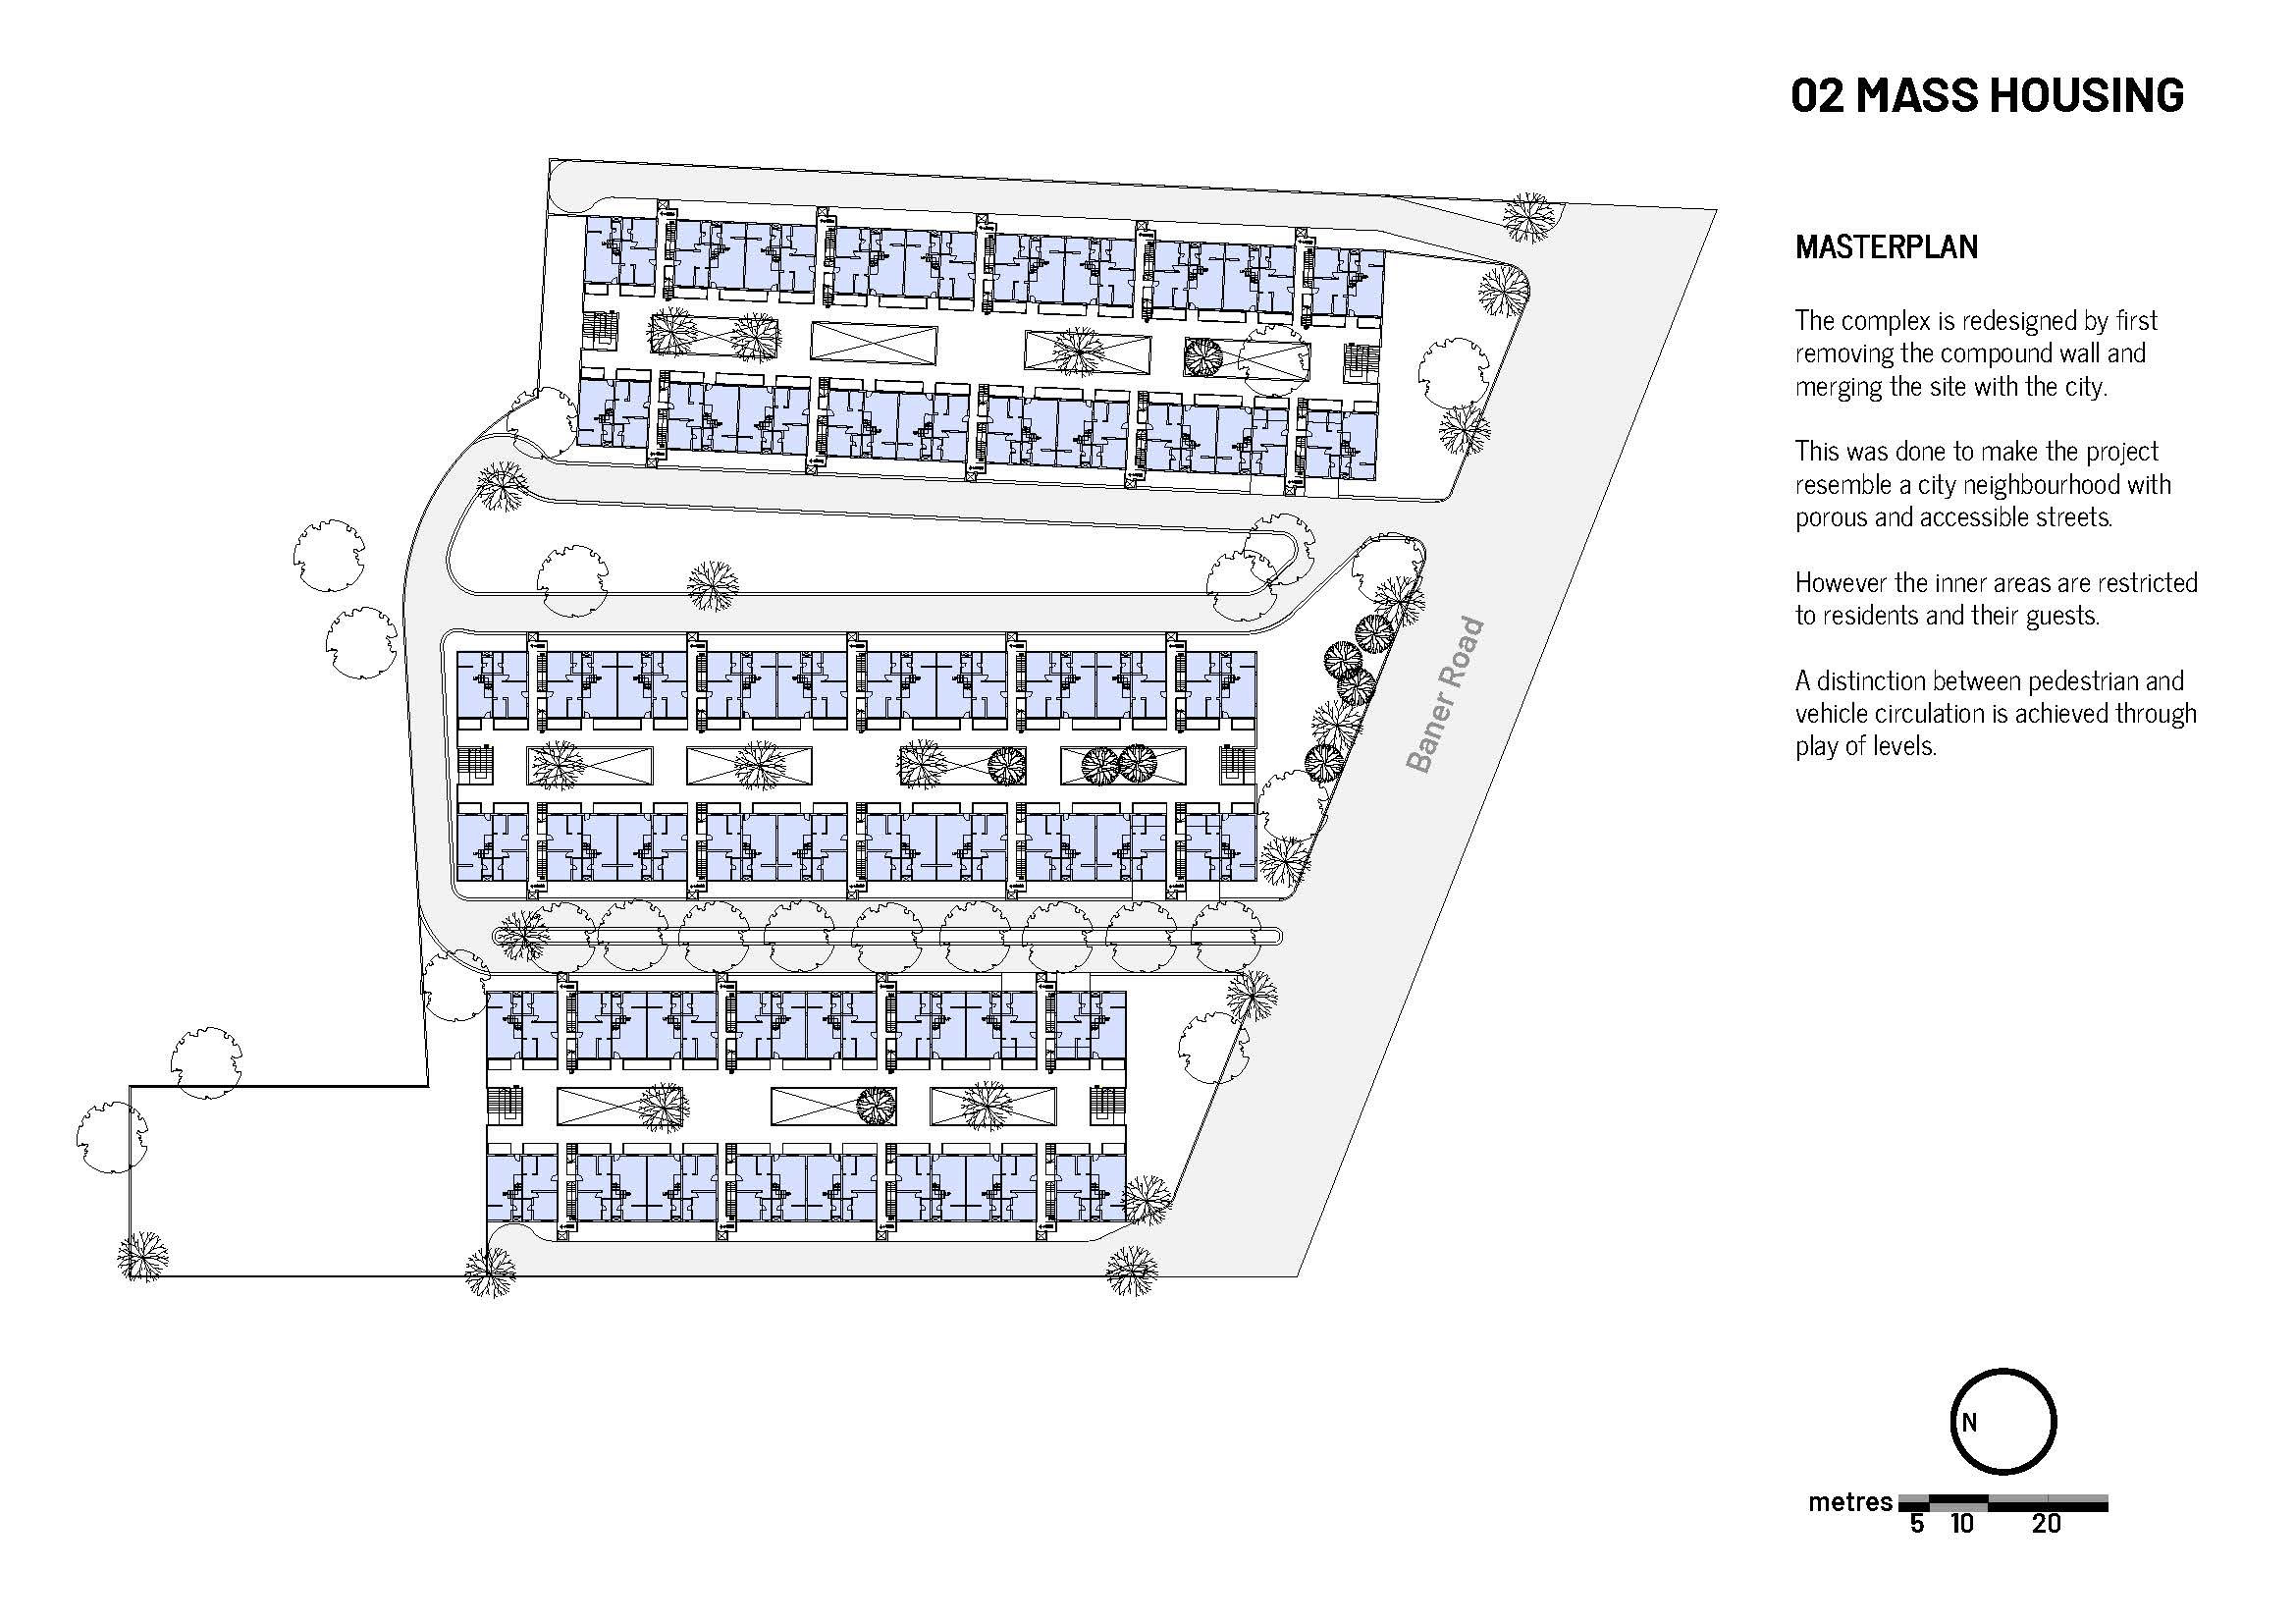 02 MASS HOUSING
MASTERPLAN
The complex is redesigned by first
removing the compound wall and
merging the site with the city.
This was done to make the project
resemble a city neighbourhood with
porous and accessible streets.
However the inner areas are restricted
to residents and their guests.
A distinction between pedestrian and
vehicle circulation is achieved through
play of levels.
Baner Road
N
metres
5 10 20